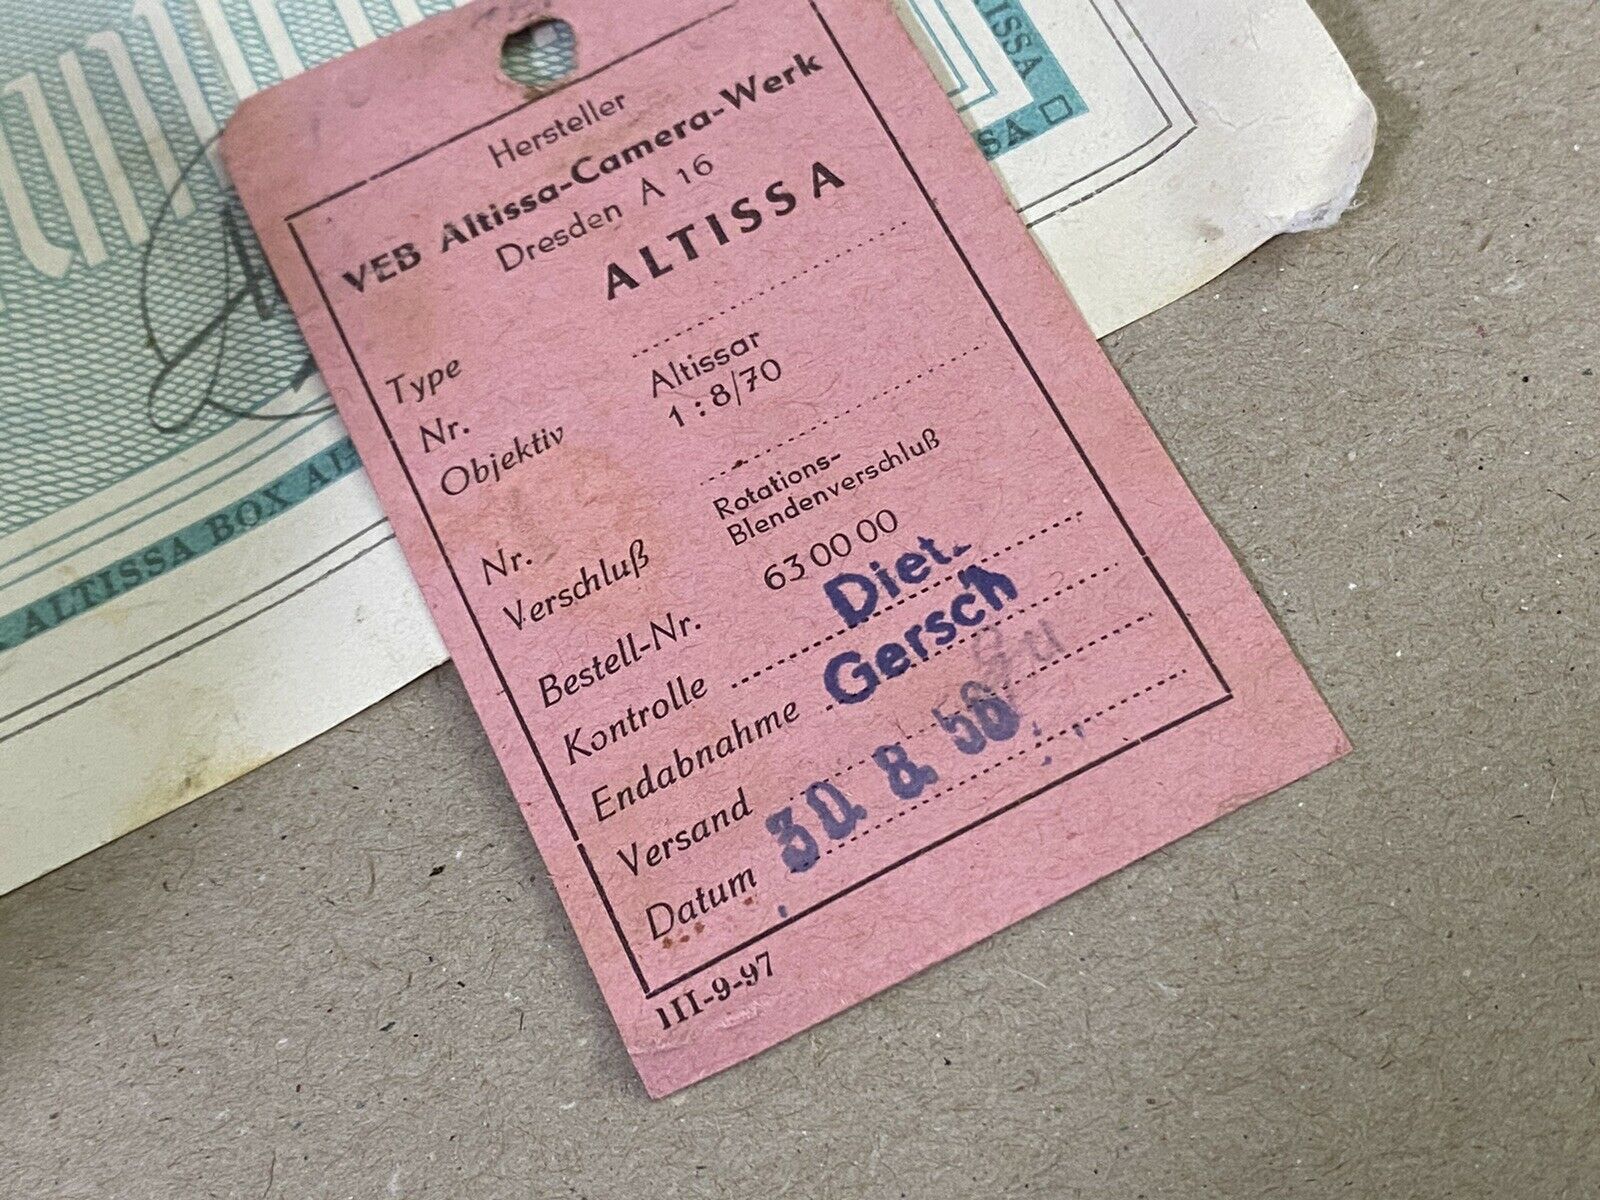 Hersteller
VEB Altissa-Camera-Werk
Dresden A 16
Type ALTISSA
Nr.
Objektiv Altissar
1:8/70
Nr.
Verschluß Rotations-
Blendenverschluß
Bestell-Nr. 63 00 00
Kontrolle Diet.
Endabnahme Gersch
Versand
Datum 30. 8. 56
III-9-97
ALTISSA BOX
ISSA
SA